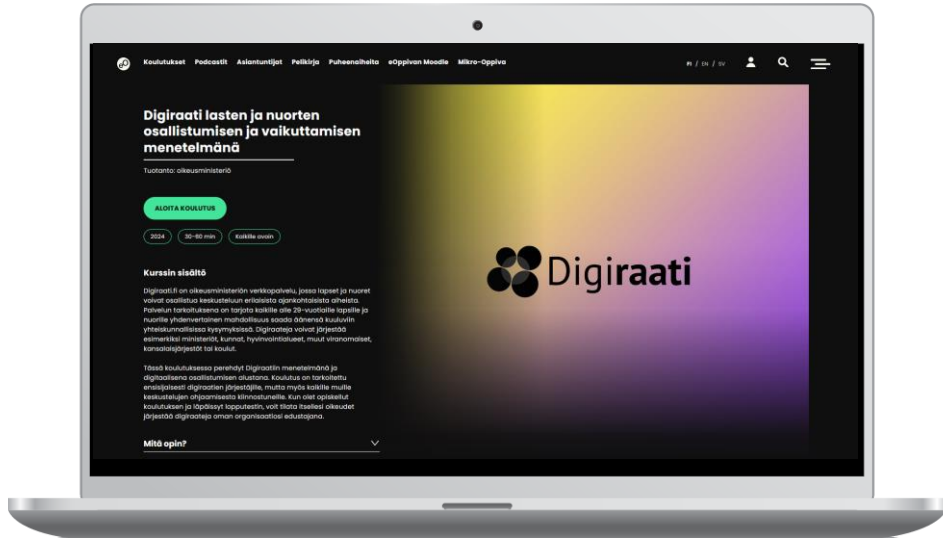 Koulutukset Podcastit Asiantuntijat Pelikirja Puheenaiheita eOppivan Moodle Mikro-Oppiva
FI / EN / SV
Digiraati lasten ja nuorten
osallistumisen ja vaikuttamisen
menetelmänä
Tuotanto: oikeusministeriö
ALOITA KOULUTUS
2024 30-60 min Kaikille avoin
Kurssin sisältö
Digiraati.fi on oikeusministeriön verkkopalvelu, jossa lapset ja nuoret
voivat osallistua keskusteluun erilaisista ajankohtaisista aiheista.
Palvelun tarkoituksena on tarjota kaikille alle 29-vuotiaille lapsille ja
nuorille yhdenvertainen mahdollisuus saada äänensä kuuluviin
yhteiskunnallisissa kysymyksissä. Digiraateja voivat järjestää
esimerkiksi ministeriöt, kunnat, hyvinvointialueet, muut viranomaiset,
kansalaisjärjestöt tai koulut.
Tässä koulutuksessa perehdyt Digiraatiin menetelmänä ja
digitaalisena osallistumisen alustana. Koulutus on tarkoitettu
ensisijaisesti digiraatien järjestäjille, mutta myös kaikille muille
keskustelujen ohjaamisesta kiinnostuneille. Kun olet opiskellut
koulutuksen ja läpäissyt lopputestin, voit tilata itsellesi oikeudet
järjestää digiraateja oman organisaatiosi edustajana.
Mitä opin?
Digiraati